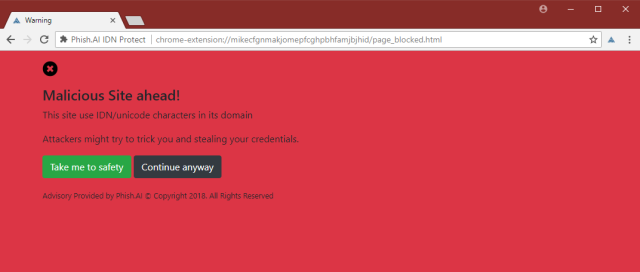 Warning
Phish.AI IDN Protect chrome-extension://mikecfgnmakjomepfcghpbhfamjbjhid/page_blocked.html
Malicious Site ahead!
This site use IDN/unicode characters in its domain
Attackers might try to trick you and stealing your credentials.
Take me to safety Continue anyway
Advisory Provided by Phish.AI © Copyright 2018. All Rights Reserved